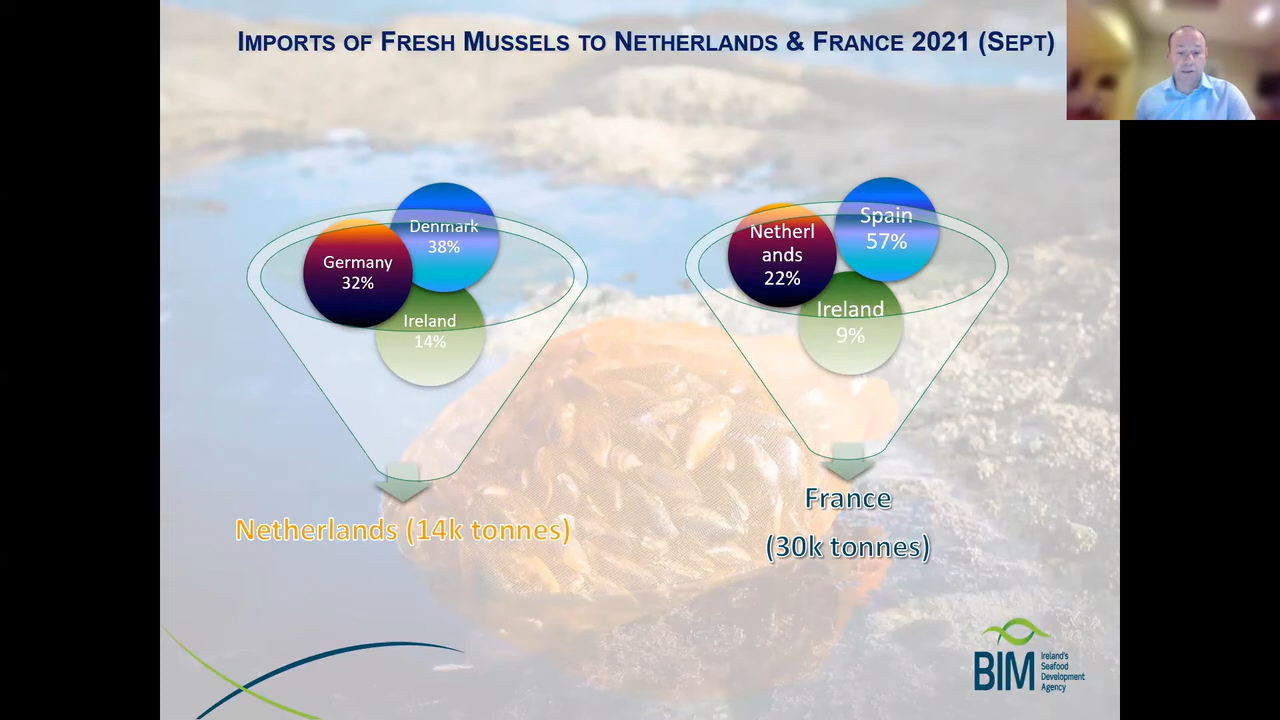 IMPORTS OF FRESH MUSSELS TO NETHERLANDS & FRANCE 2021 (SEPT)
Denmark
38%
Germany
32%
Ireland
14%
Netherlands (14k tonnes)
Spain
57%
Netherl
ands
22%
Ireland
9%
France
(30k tonnes)
BIM
Ireland's
Seafood
Development
Agency